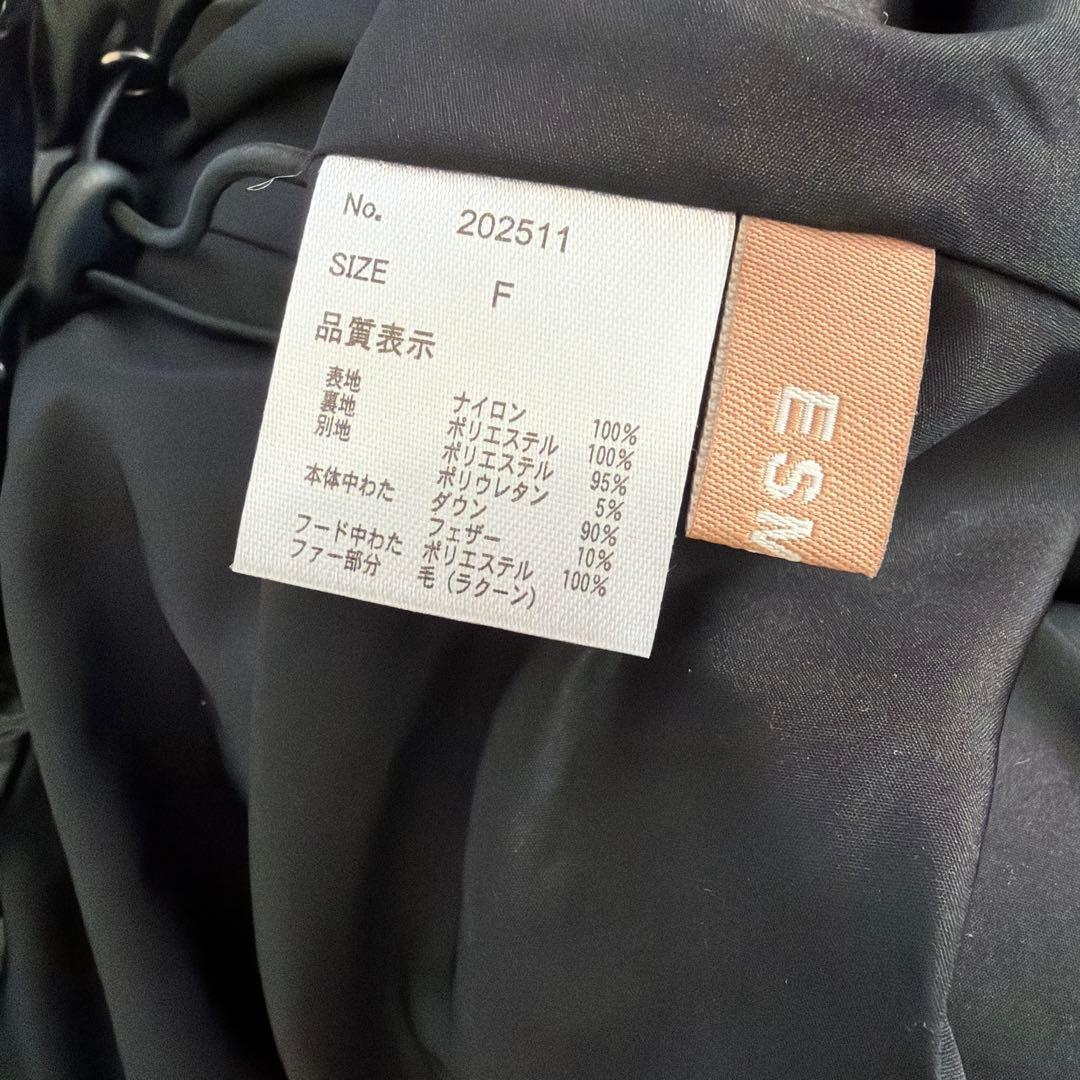 No. 202511
SIZE F
品質表示
表地 ナイロン 100%
裏地 ポリエステル 100%
別地 ポリエステル 95%
ポリウレタン 5%
本体中わた ダウン 90%
フェザー 10%
フード中わた ポリエステル 100%
ファー部分 毛(ラクーン)
ESM